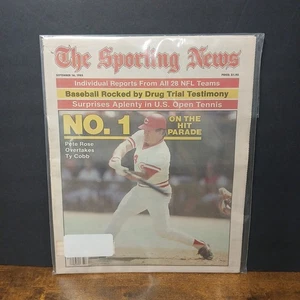 The Sporting News
Individual Reports From All 28 NFL Teams
Baseball Rocked by Drug Trial Testimony
Surprises Aplenty in U.S. Open Tennis
NO. 1
ON THE
HIT
PARADE
Pete Rose
Overtakes
Ty Cobb